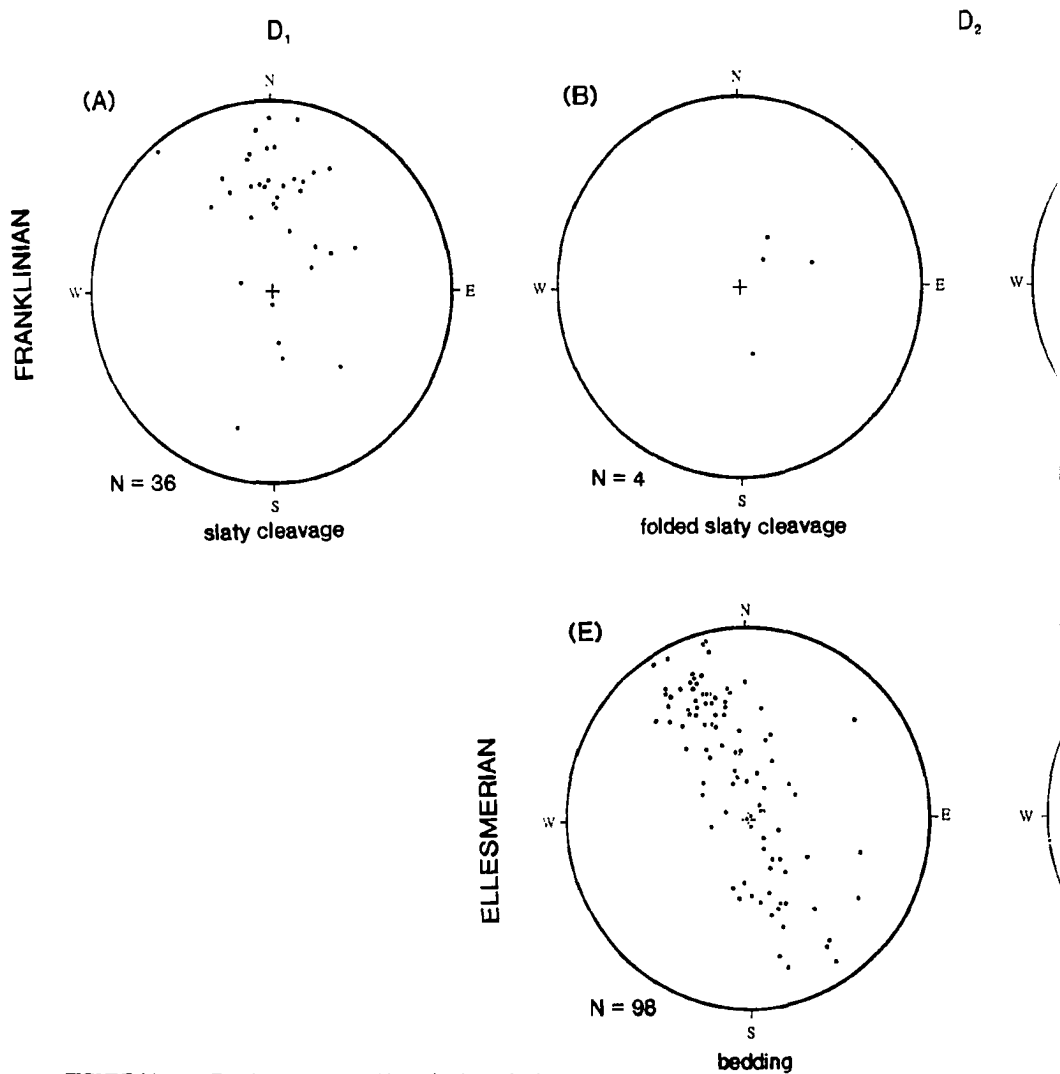 D₁
D₂
(A)
N
W
E
S
N = 36
slaty cleavage
FRANKLINIAN
(B)
N
W
E
S
N = 4
folded slaty cleavage
W
(E)
N
W
E
S
N = 98
bedding
ELLESMERIAN
W